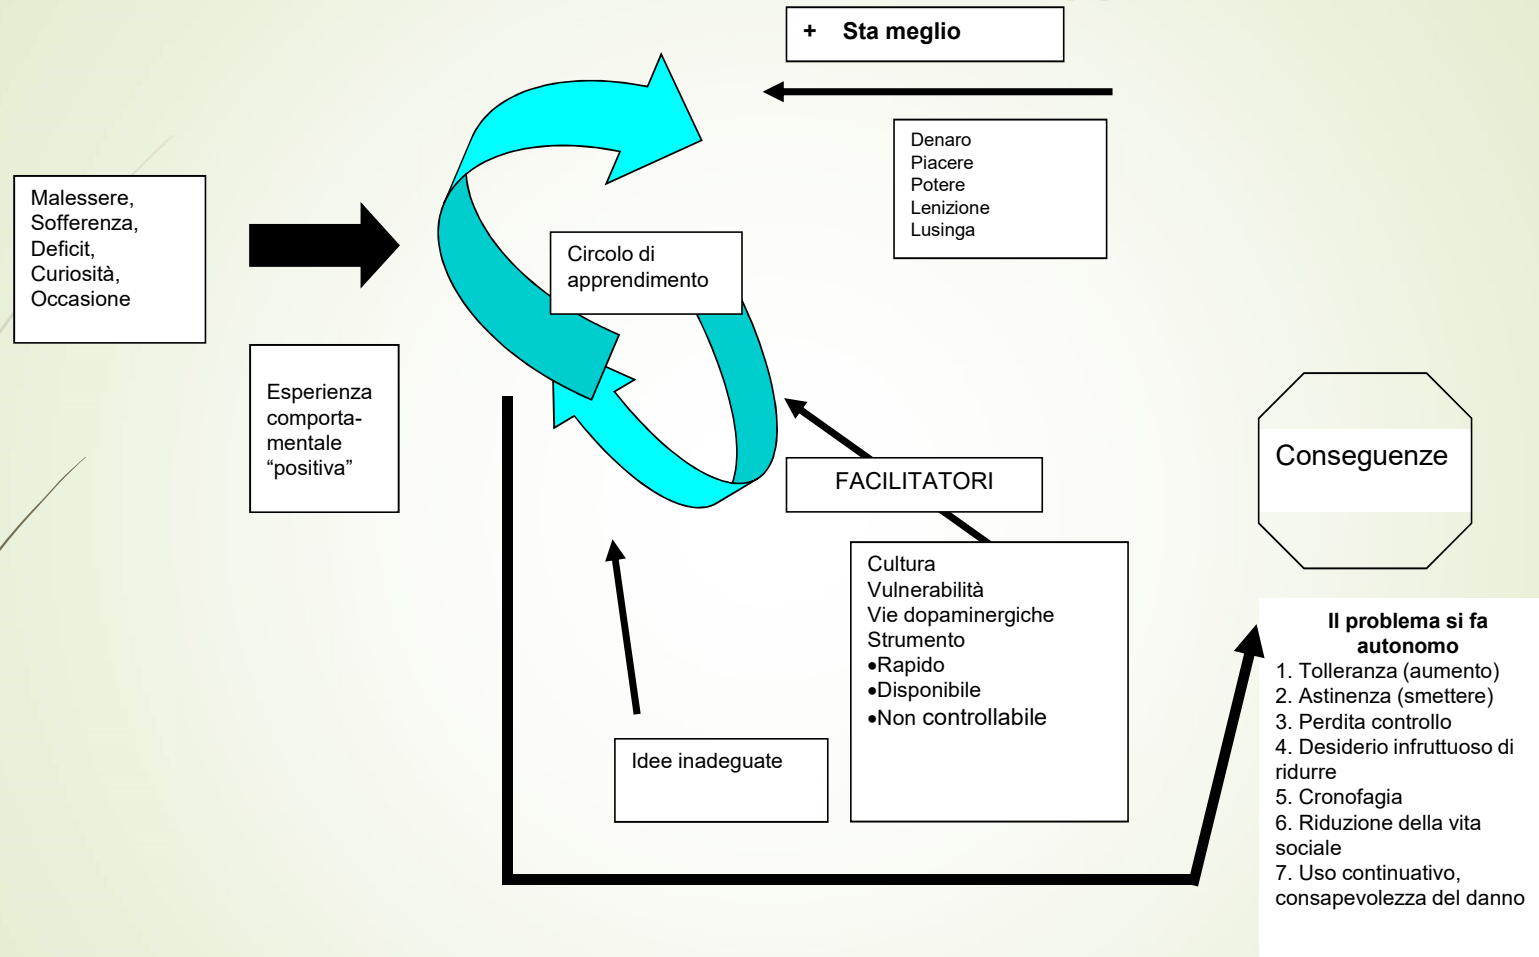 + Sta meglio
Denaro
Piacere
Potere
Lenizione
Lusinga
Malessere,
Sofferenza,
Deficit,
Curiosità,
Occasione
Circolo di
apprendimento
Esperienza
comporta-
mentale
“positiva”
FACILITATORI
Cultura
Vulnerabilità
Vie dopaminergiche
Strumento
•Rapido
•Disponibile
•Non controllabile
Idee inadeguate
Conseguenze
Il problema si fa
autonomo
1. Tolleranza (aumento)
2. Astinenza (smettere)
3. Perdita controllo
4. Desiderio infruttuoso di
ridurre
5. Cronofagia
6. Riduzione della vita
sociale
7. Uso continuativo,
consapevolezza del danno